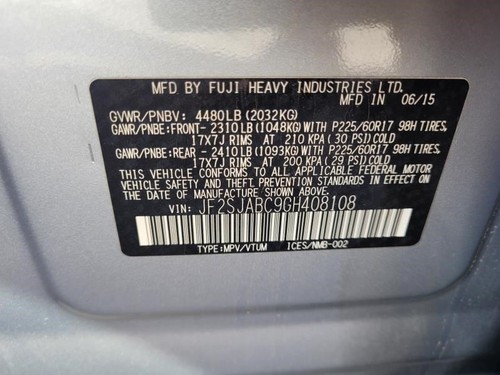 MFD. BY FUJI HEAVY INDUSTRIES LTD.
MFD.IN 06/15
GVWR/PNBV: 4480LB (2032KG)
GAWR/PNBE:FRONT-2310LB(1048KG)WITH P225/60R17 98H TIRES,
17X7J RIMS AT 210 KPA (30 PSI) COLD
GAWR/PNBE:REAR -2410LB(1093KG)WITH P225/60R17 98H TIRES,
17X7J RIMS AT 200 KPA (29 PSI) COLD
THIS VEHICLE CONFORMS TO ALL APPLICABLE FEDERAL MOTOR
VEHICLE SAFETY, BUMPER, AND THEFT PREVENTION STANDARDS
IN EFFECT ON THE DATE OF MANUFACTURE SHOWN ABOVE.
VIN: JF2SJABC9GH408108
TYPE:MPV/VTUM ICES/NMB-002